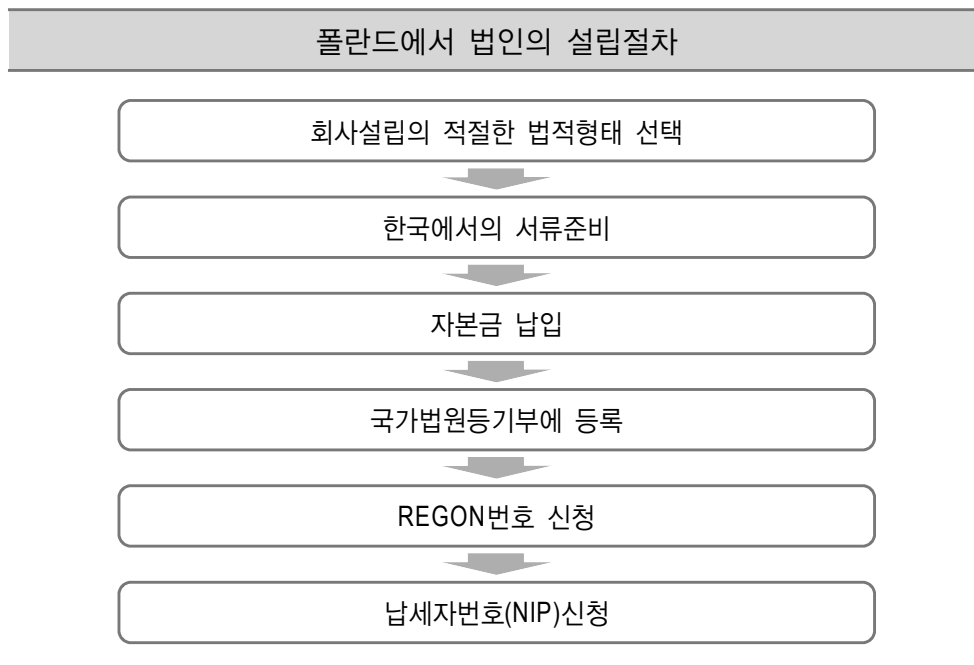 폴란드에서 법인의 설립절차
회사설립의 적절한 법적형태 선택
한국에서의 서류준비
자본금 납입
국가법원등기부에 등록
REGON번호 신청
납세자번호(NIP)신청